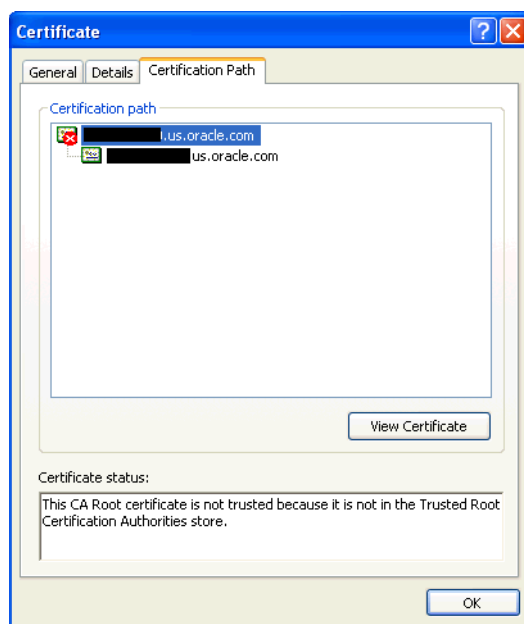 Certificate
General Details Certification Path
Certification path
.us.oracle.com
us.oracle.com
View Certificate
Certificate status:
This CA Root certificate is not trusted because it is not in the Trusted Root
Certification Authorities store.
OK